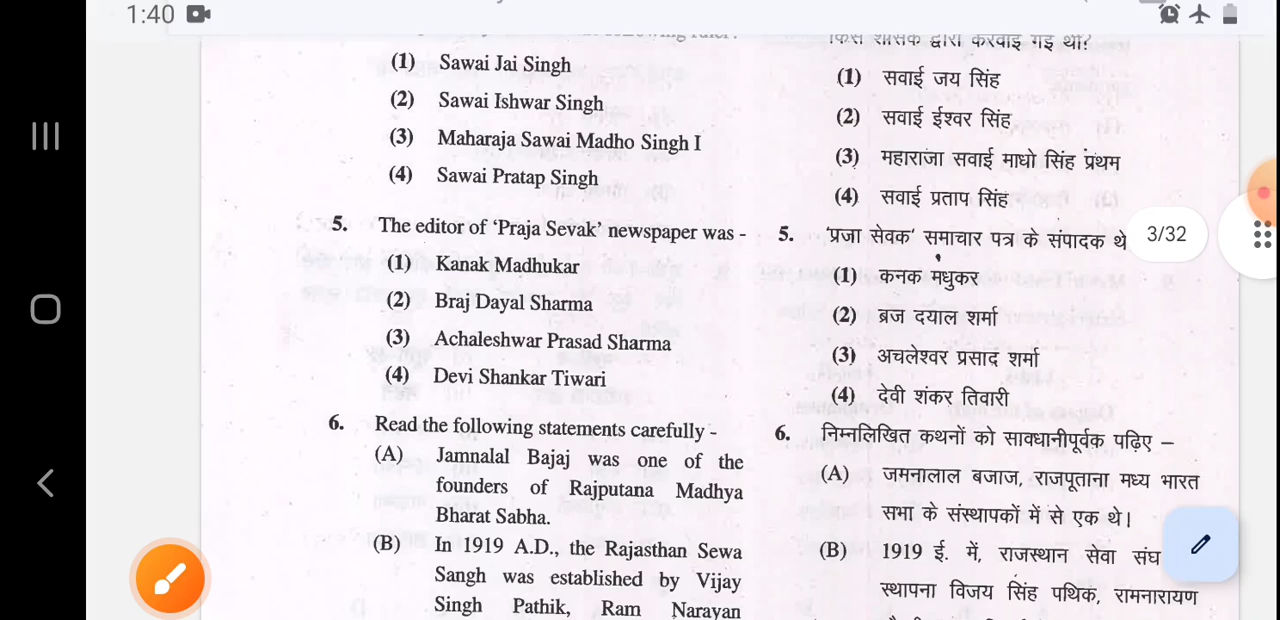 1:40
following ruler?
(1) Sawai Jai Singh
(2) Sawai Ishwar Singh
(3) Maharaja Sawai Madho Singh I
(4) Sawai Pratap Singh
5. The editor of ‘Praja Sevak’ newspaper was -
(1) Kanak Madhukar
(2) Braj Dayal Sharma
(3) Achaleshwar Prasad Sharma
(4) Devi Shankar Tiwari
6. Read the following statements carefully -
(A) Jamnalal Bajaj was one of the
founders of Rajputana Madhya
Bharat Sabha.
(B) In 1919 A.D., the Rajasthan Sewa
Sangh was established by Vijay
Singh Pathik, Ram Narayan
किस शासक द्वारा करवाई गई थी?
(1) सवाई जय सिंह
(2) सवाई ईश्वर सिंह
(3) महाराजा सवाई माधो सिंह प्रथम
(4) सवाई प्रताप सिंह
5. ‘प्रजा सेवक’ समाचार पत्र के संपादक थे
(1) कनक मधुकर
(2) ब्रज दयाल शर्मा
(3) अचलेश्वर प्रसाद शर्मा
(4) देवी शंकर तिवारी
6. निम्नलिखित कथनों को सावधानीपूर्वक पढ़िए –
(A) जमनालाल बजाज, राजपूताना मध्य भारत
सभा के संस्थापकों में से एक थे।
(B) 1919 ई. में, राजस्थान सेवा संघ
स्थापना विजय सिंह पथिक, रामनारायण
3/32